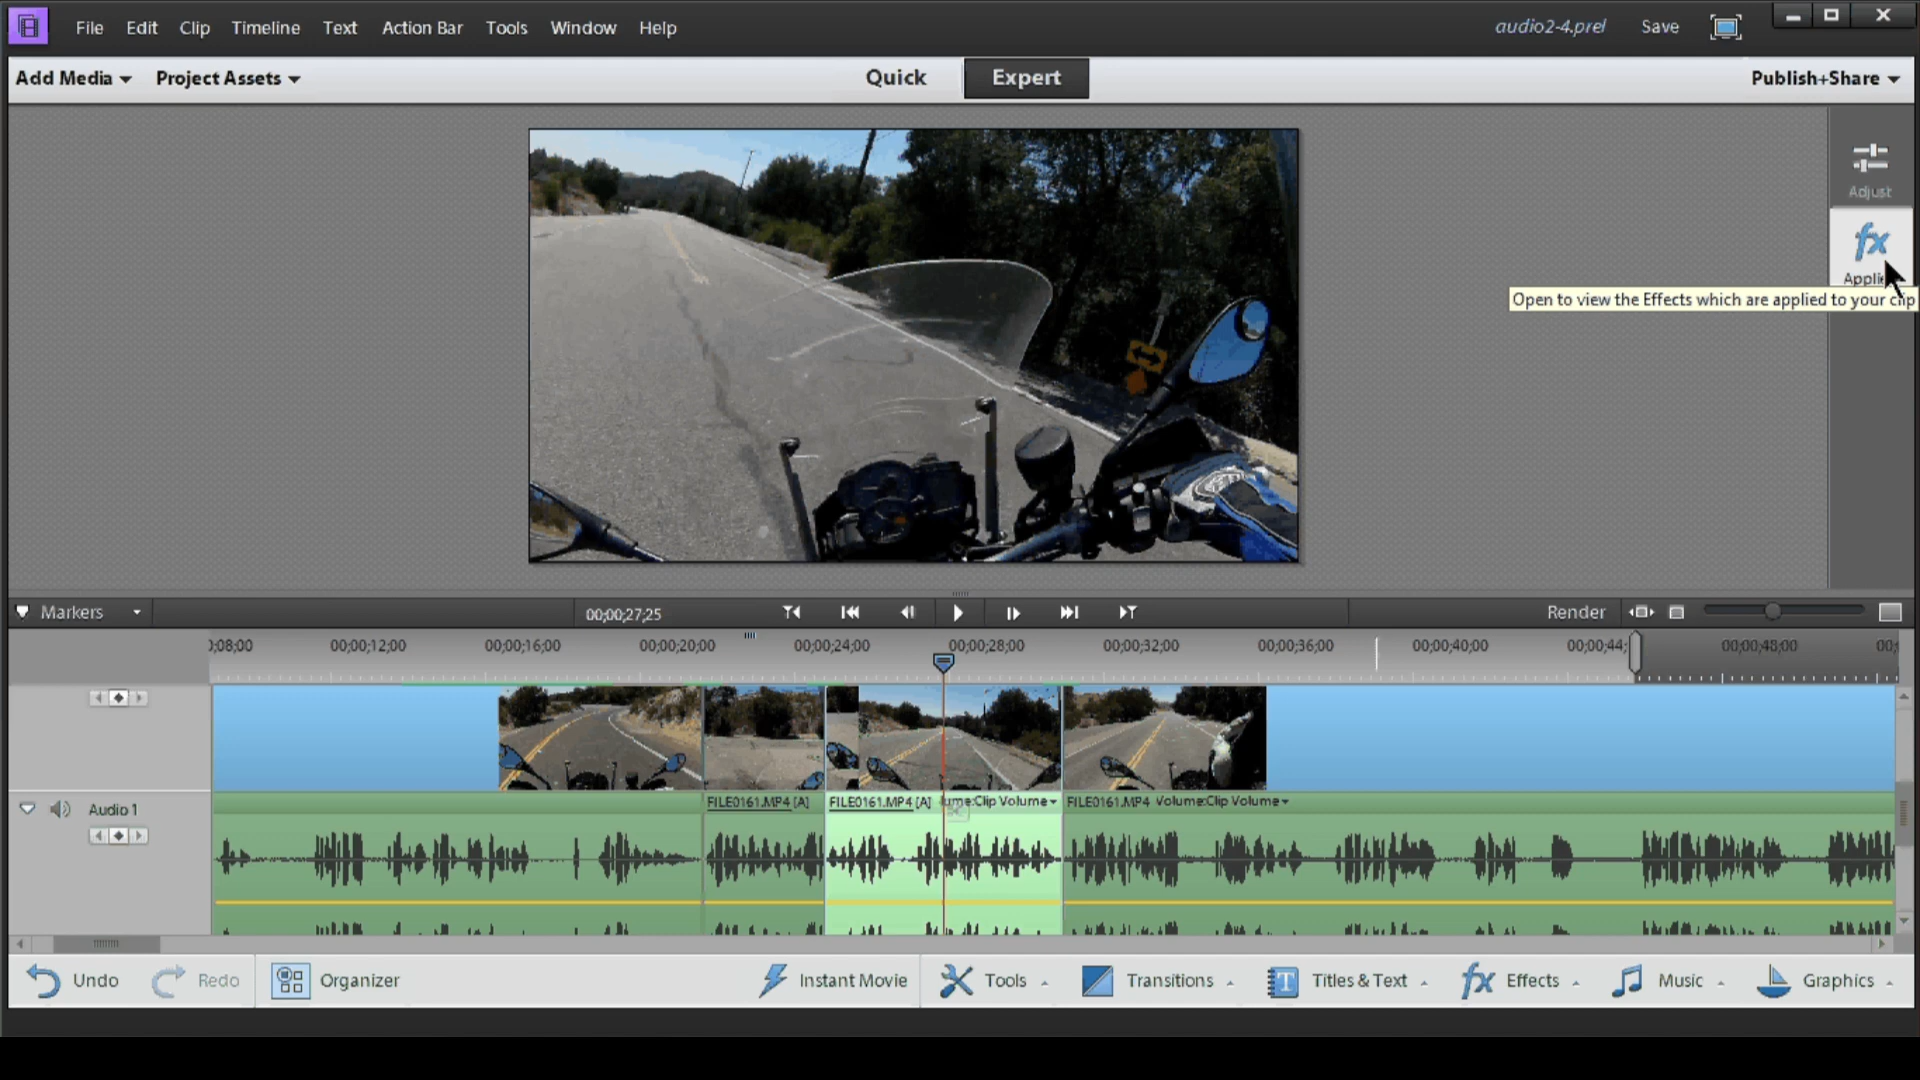 File Edit Clip Timeline Text Action Bar Tools Window Help
audio2-4.prel Save
Add Media Project Assets
Quick Expert
Publish+Share
Adjust
fx
Open to view the Effects which are applied to your clip
Markers
00;00;27;25
Render
00;00;12;00 00;00;16;00 00;00;20;00 00;00;24;00 00;00;28;00 00;00;32;00 00;00;36;00 00;00;40;00 00;00;48;00
Audio 1
FILE0161.MP4 [A] FILE0161.MP4 [A] :Clip Volume FILE0161.MP4 Volume:Clip Volume
Undo Redo Organizer Instant Movie Tools Transitions T Titles & Text fx Effects Music Graphics